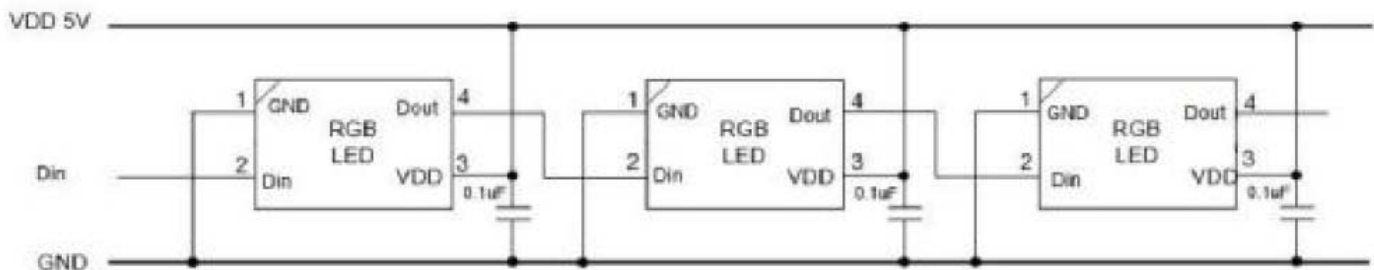 VDD 5V
1 GND Dout 4
RGB
LED
2 Din VDD 3
0.1uF
1 GND Dout 4
RGB
LED
2 Din VDD 3
0.1uF
1 GND Dout 4
RGB
LED
2 Din VDD 3
0.1uF
Din
GND